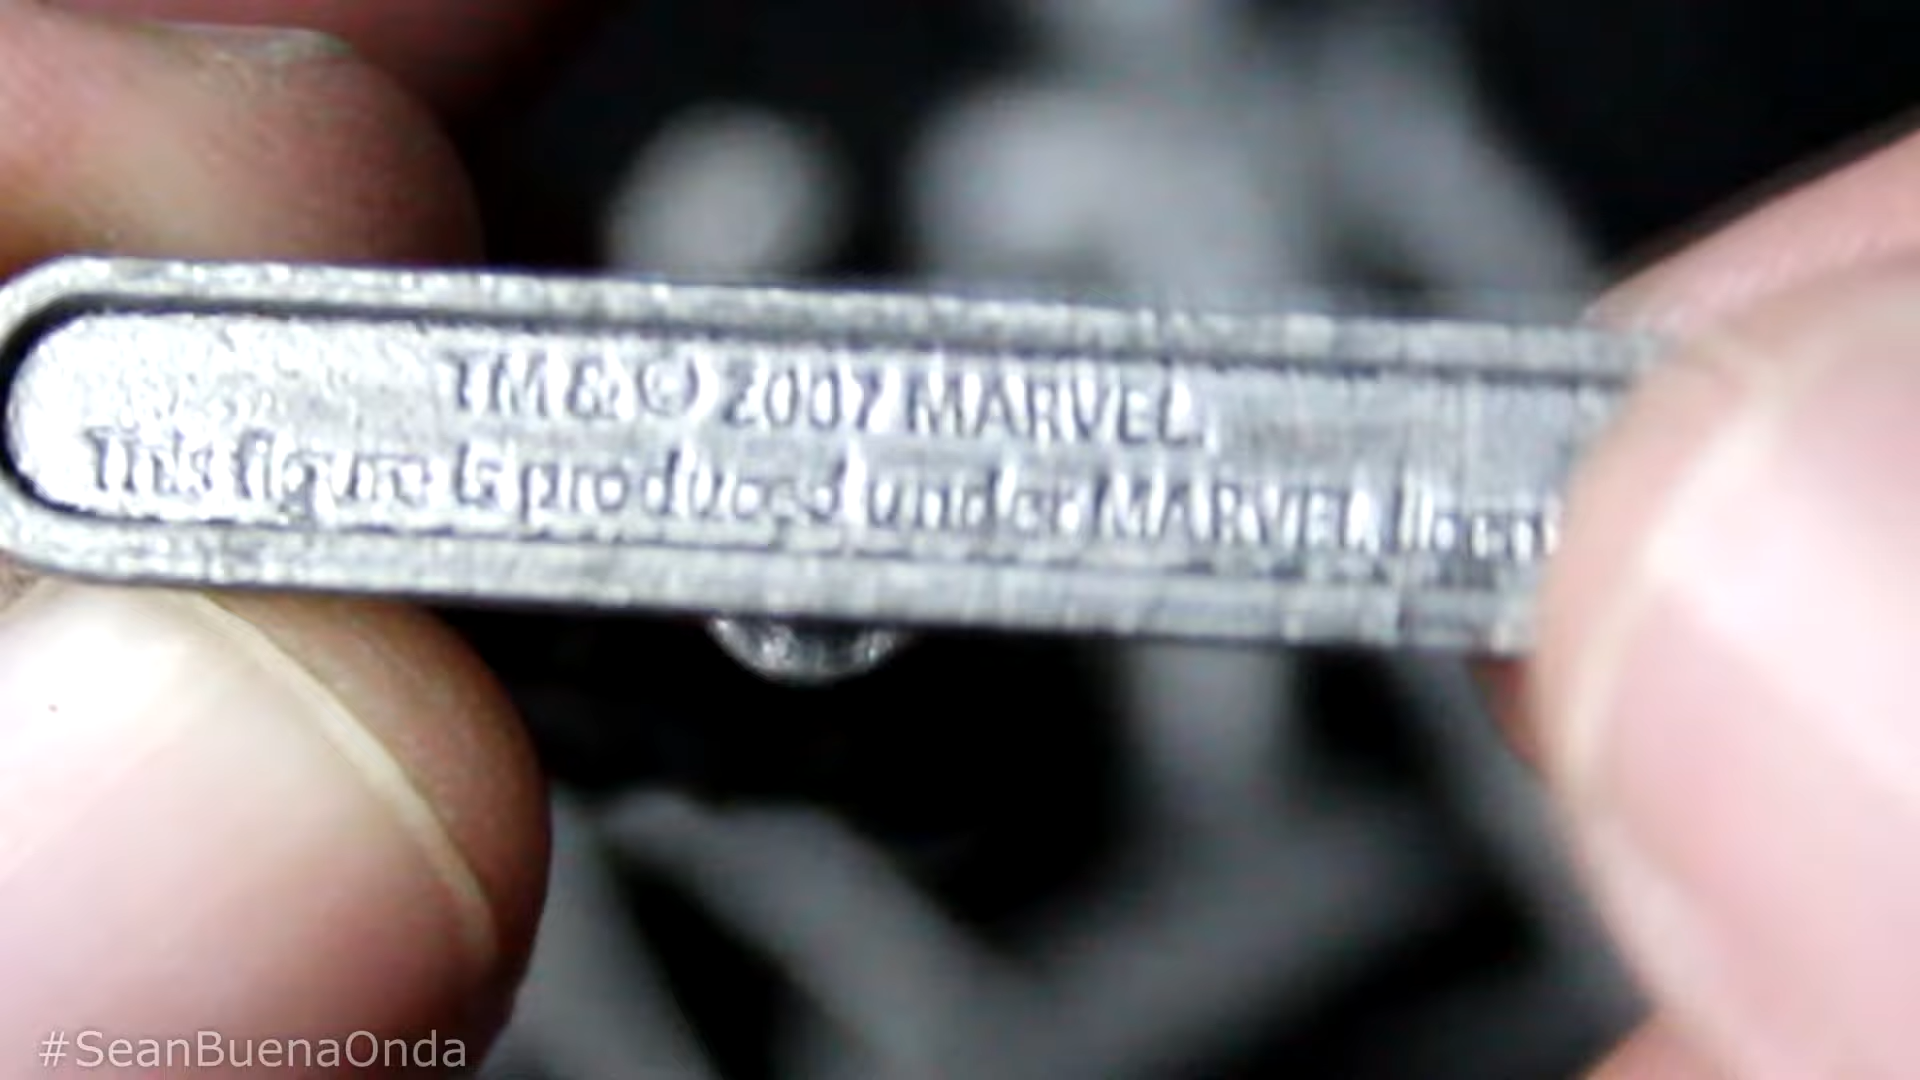 TM & © 2007 MARVEL.
This figure is produced under MARVEL
#SeanBuenaOnda